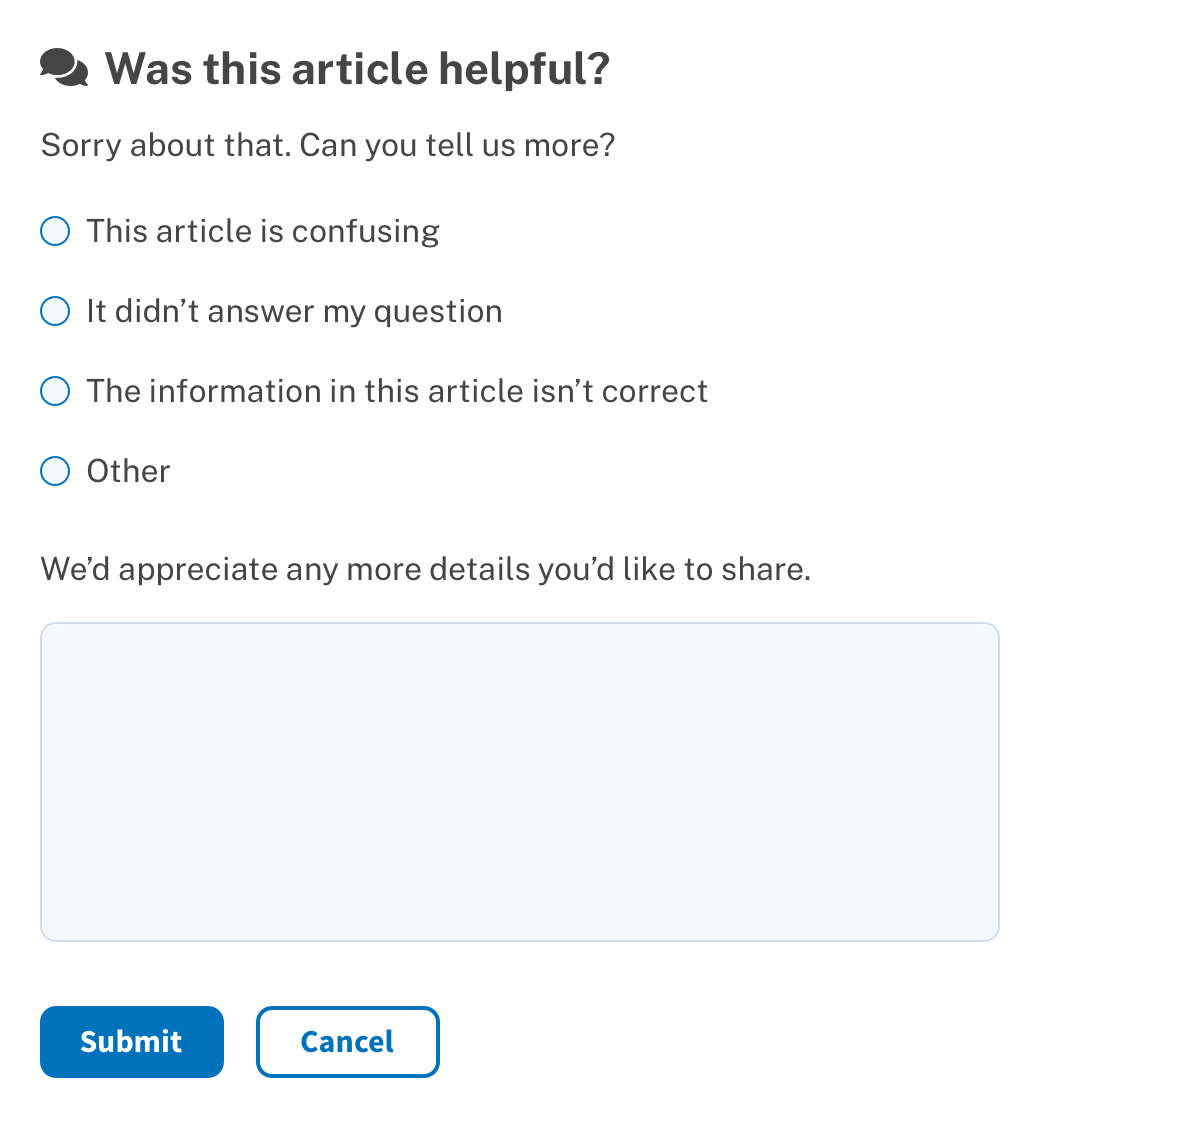 Was this article helpful?
Sorry about that. Can you tell us more?
This article is confusing
It didn’t answer my question
The information in this article isn’t correct
Other
We’d appreciate any more details you’d like to share.
Submit
Cancel